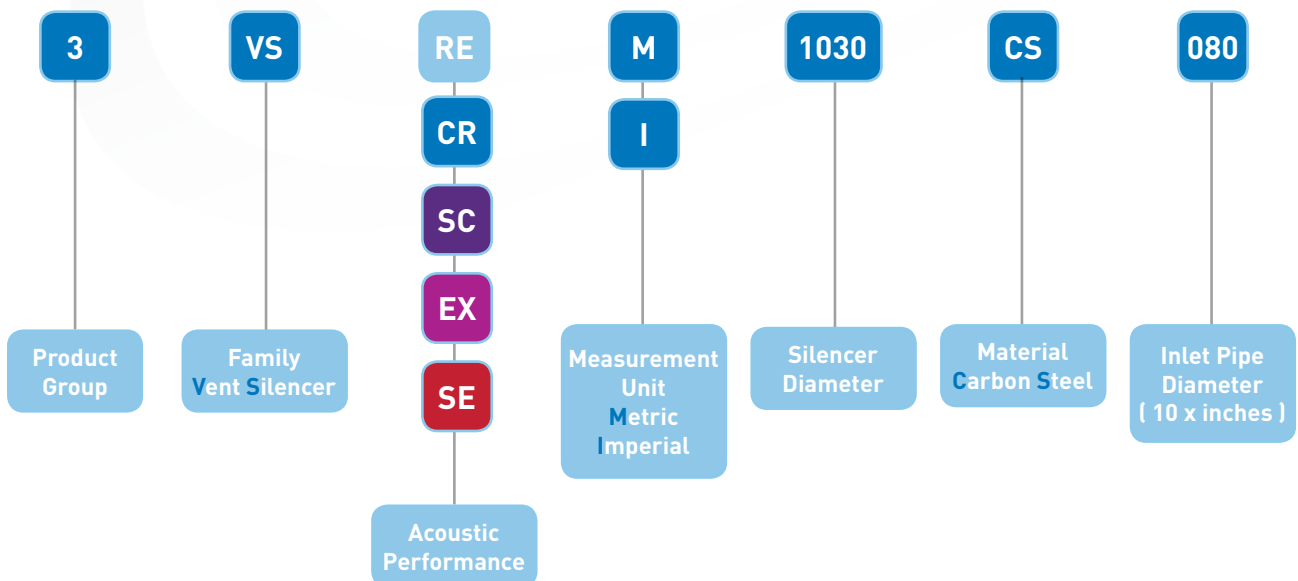 3
VS
RE
M
1030
CS
080
CR
I
SC
EX
SE
Product
Group
Family
Vent Silencer
Acoustic
Performance
Measurement
Unit
Metric
Imperial
Silencer
Diameter
Material
Carbon Steel
Inlet Pipe
Diameter
( 10 x inches )